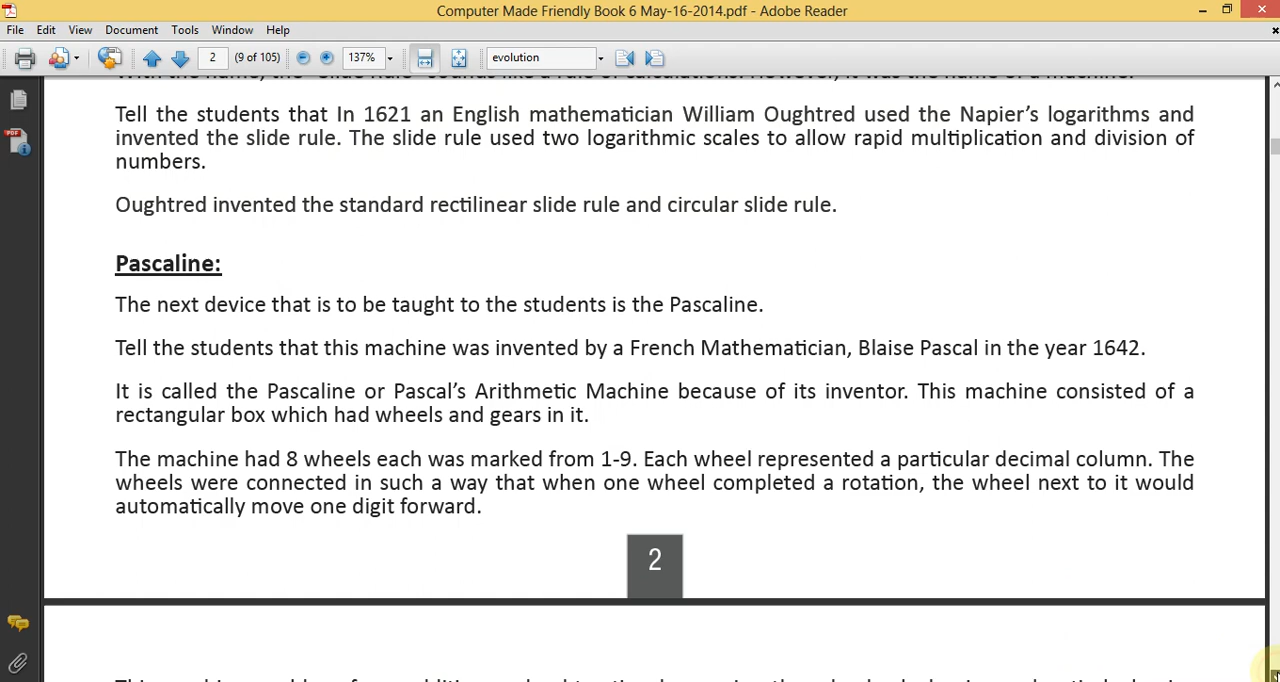 Computer Made Friendly Book 6 May-16-2014.pdf - Adobe Reader
File Edit View Document Tools Window Help
2 (9 of 105) 137% evolution
Tell the students that In 1621 an English mathematician William Oughtred used the Napier's logarithms and
invented the slide rule. The slide rule used two logarithmic scales to allow rapid multiplication and division of
numbers.
Oughtred invented the standard rectilinear slide rule and circular slide rule.
Pascaline:
The next device that is to be taught to the students is the Pascaline.
Tell the students that this machine was invented by a French Mathematician, Blaise Pascal in the year 1642.
It is called the Pascaline or Pascal's Arithmetic Machine because of its inventor. This machine consisted of a
rectangular box which had wheels and gears in it.
The machine had 8 wheels each was marked from 1-9. Each wheel represented a particular decimal column. The
wheels were connected in such a way that when one wheel completed a rotation, the wheel next to it would
automatically move one digit forward.
2